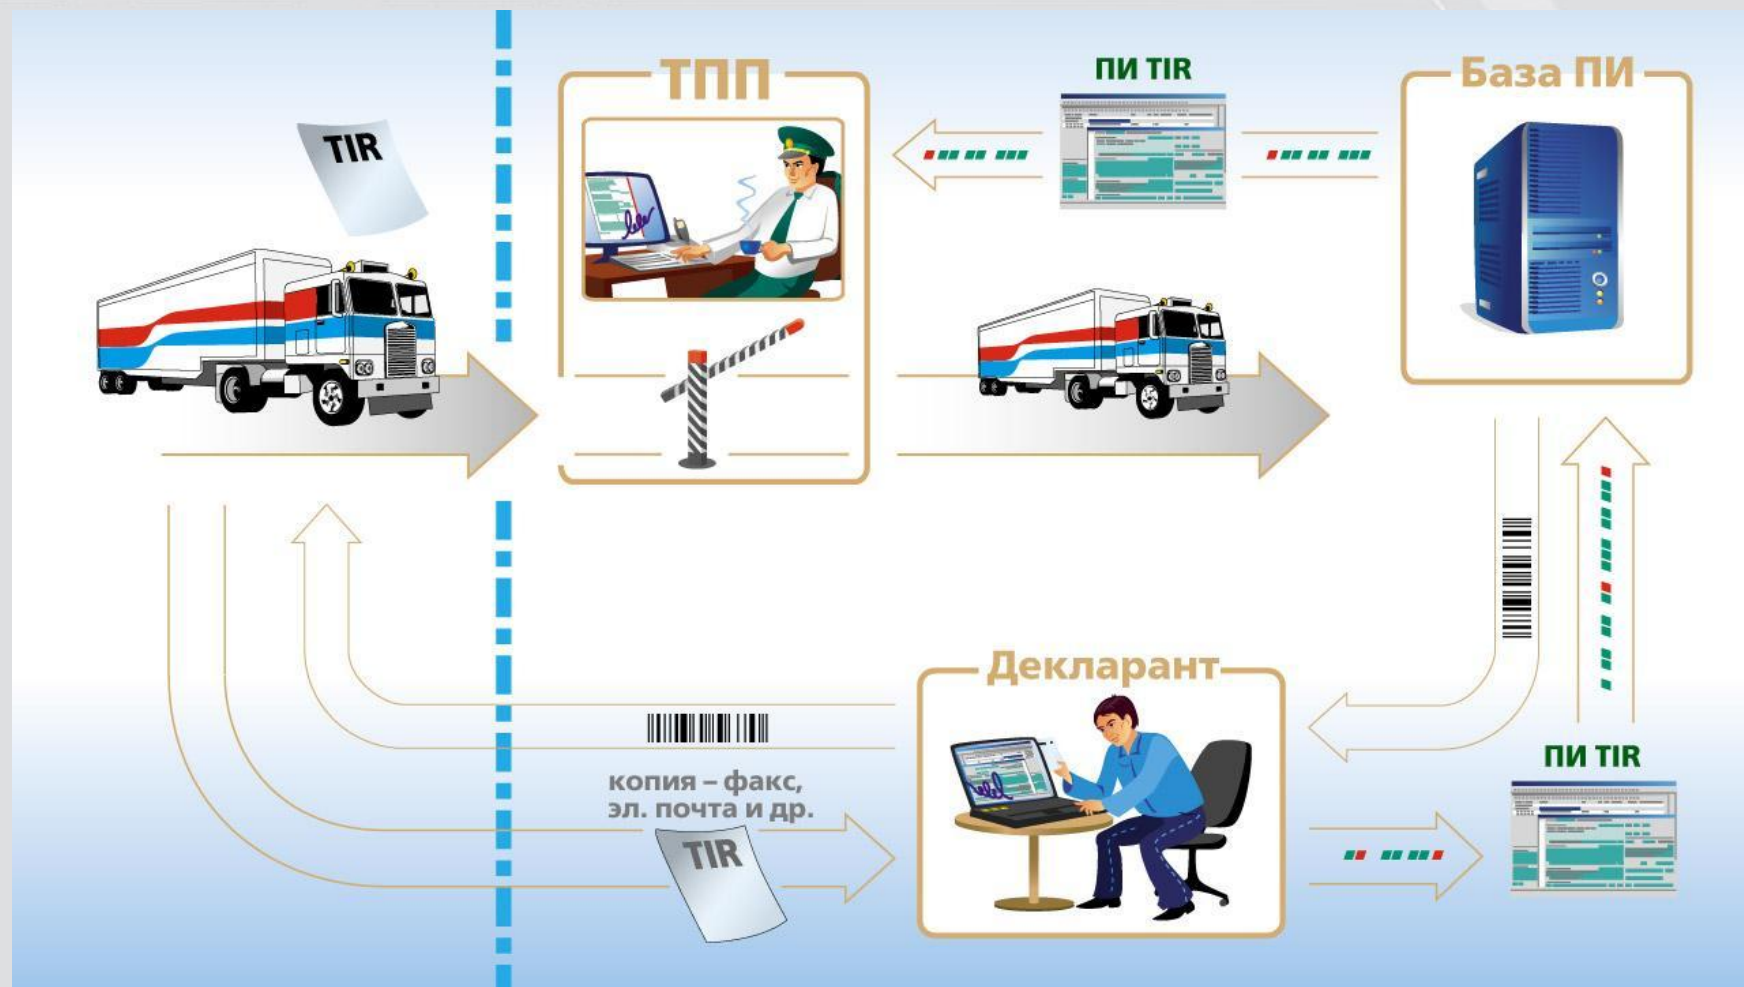 ТПП
ПИ TIR
База ПИ
TIR
Декларант
ПИ TIR
копия – факс,
эл. почта и др.
TIR